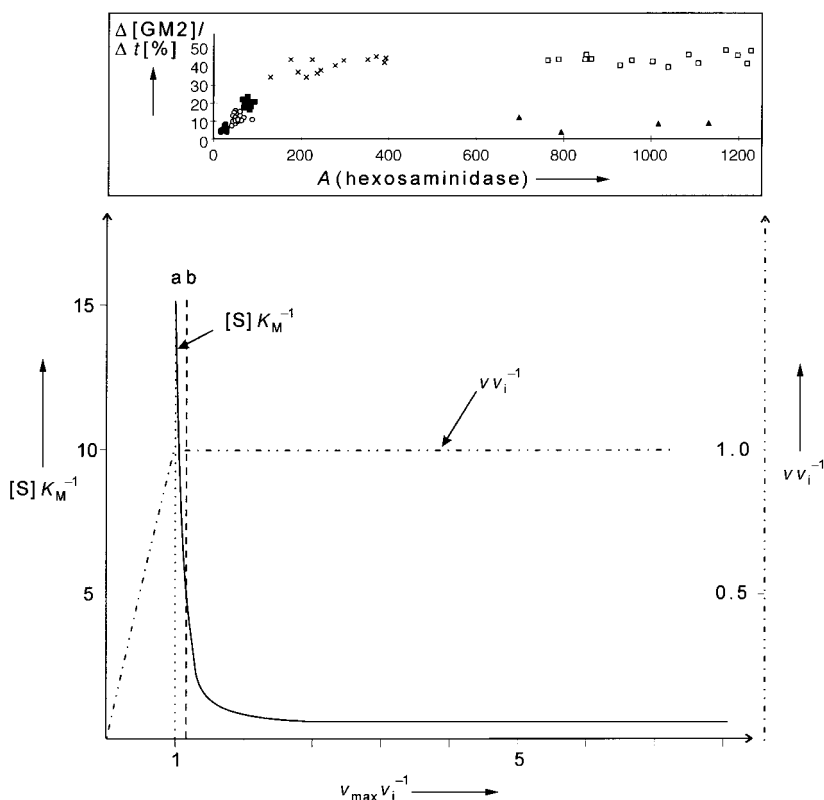 Δ [GM2]/
Δ t [%]
50
40
30
20
10
0
0 200 400 600 800 1000 1200
A (hexosaminidase)
a b
15
[S] K_M^−1
v v_i^−1
10
1.0
[S] K_M^−1
v v_i^−1
5
0.5
1 5
v_max v_i^−1